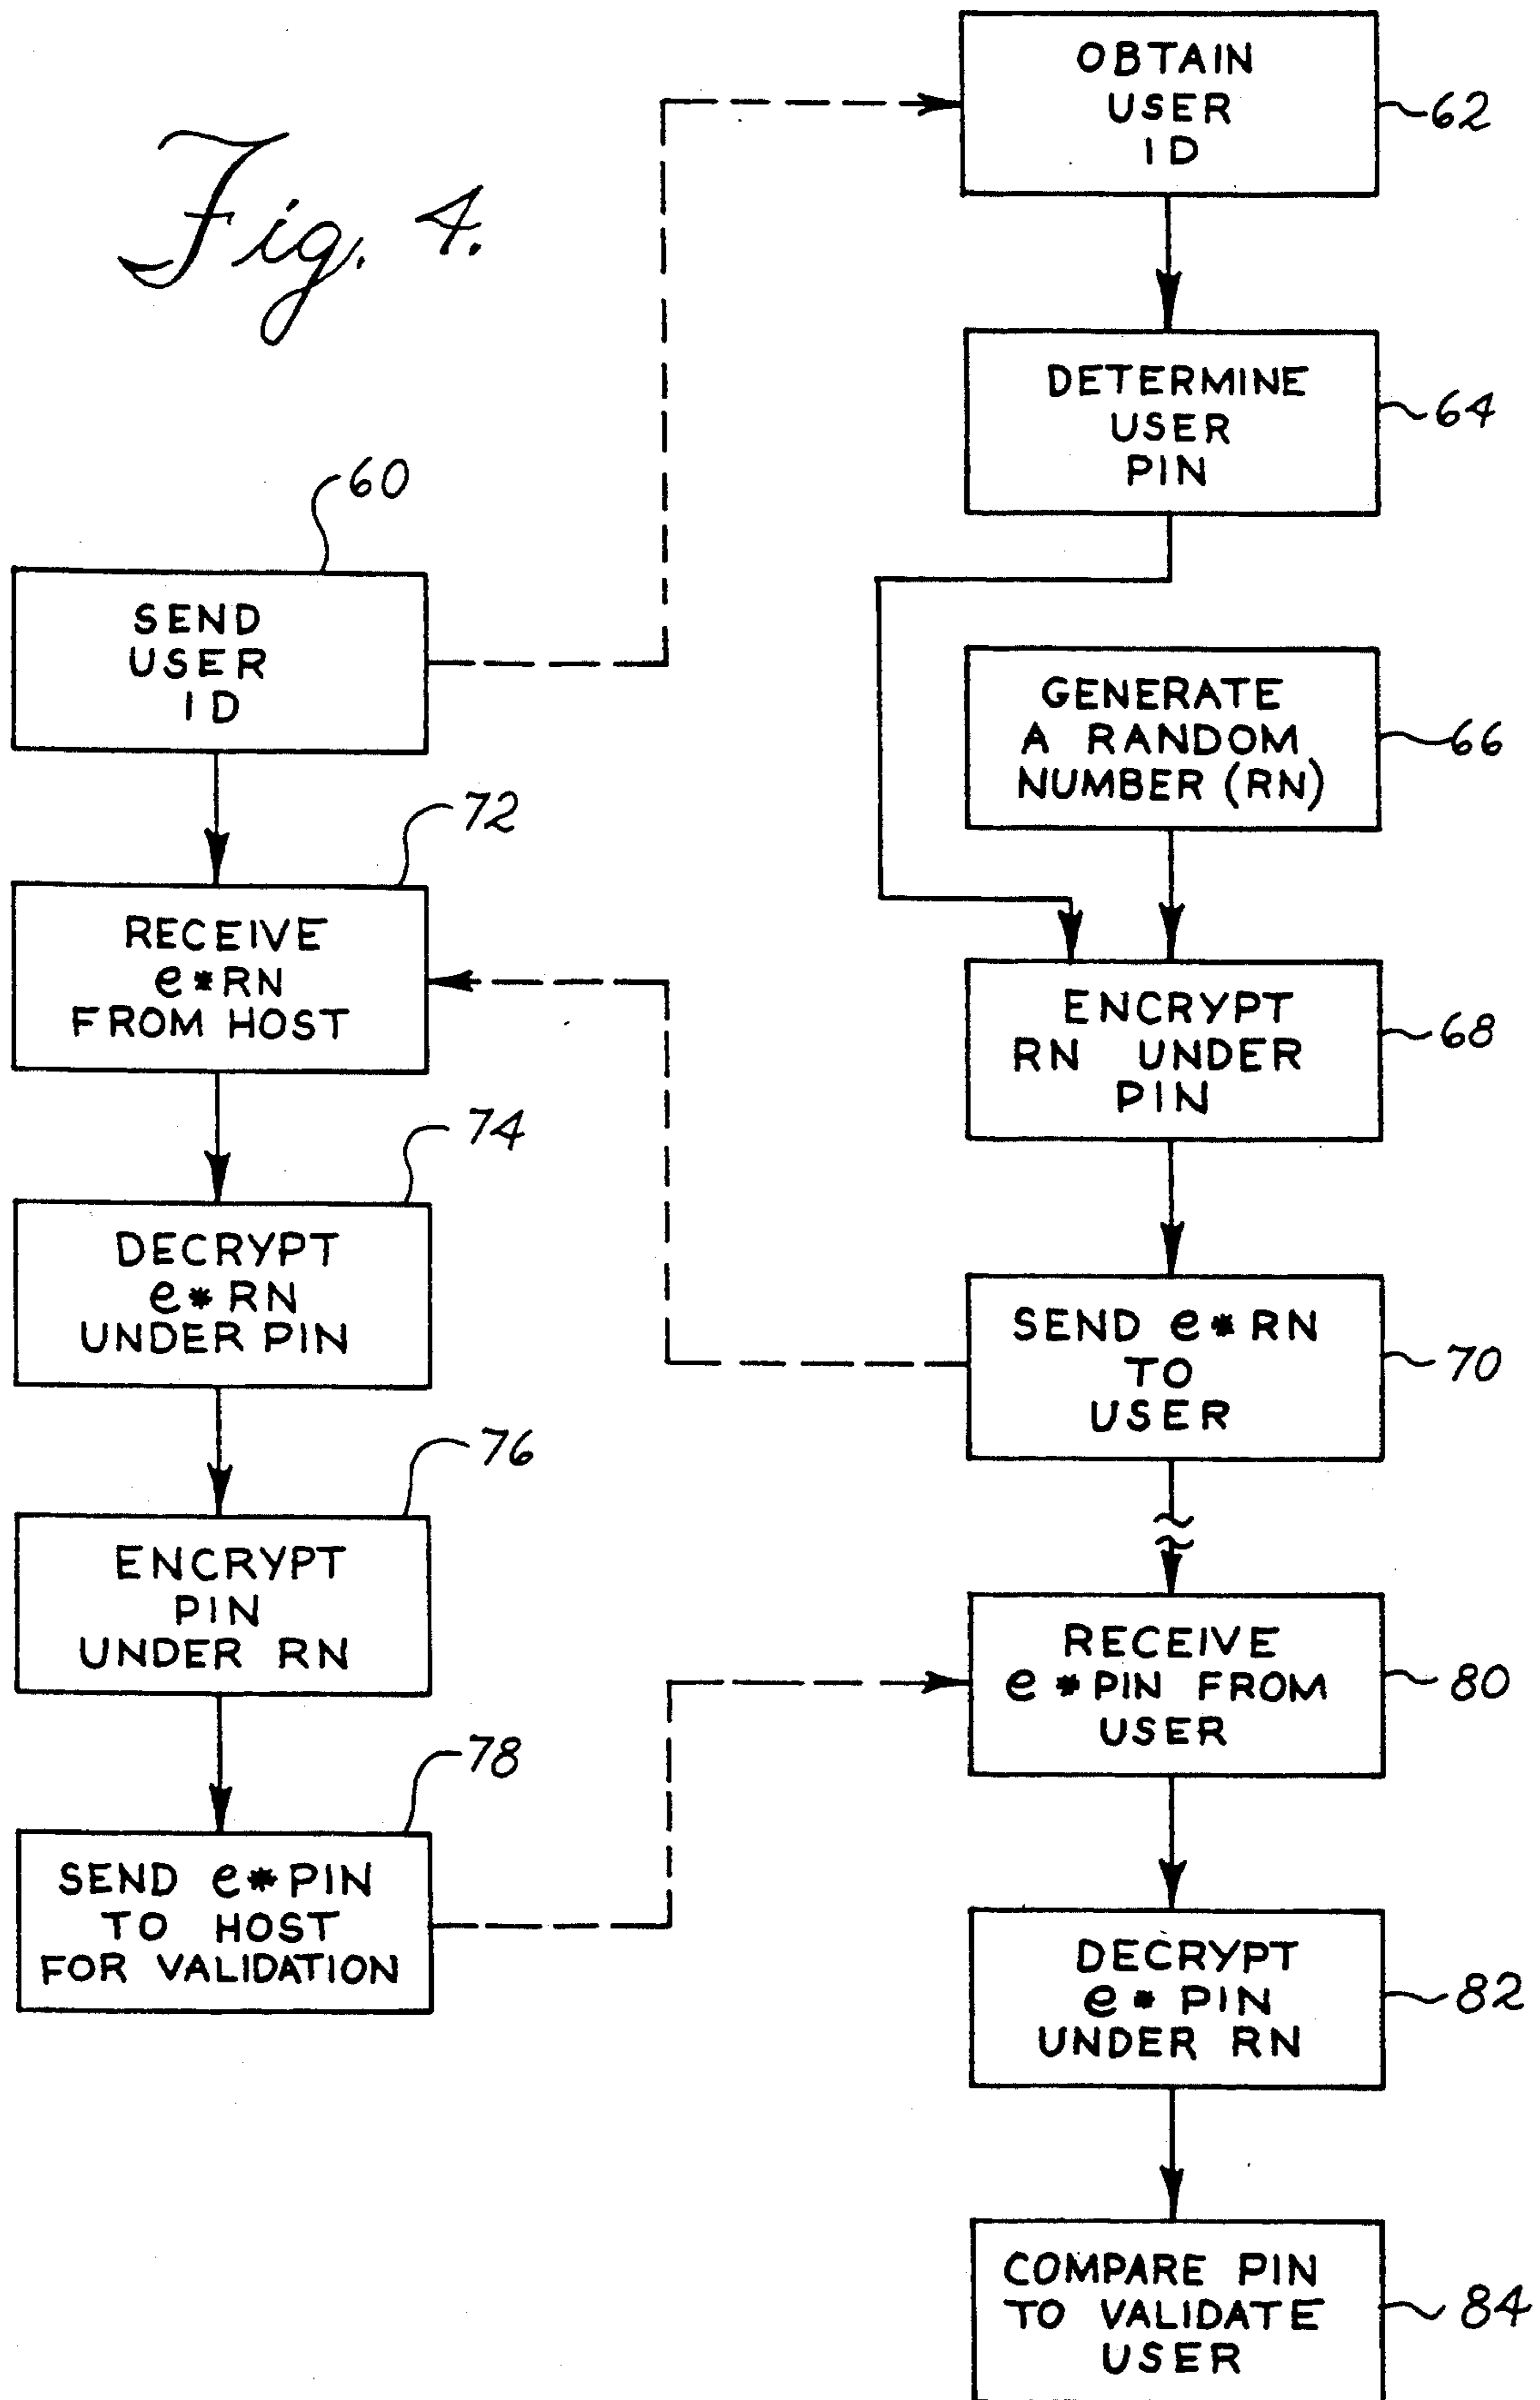 Fig. 4.
OBTAIN
USER
ID
62
DETERMINE
USER
PIN
64
60
SEND
USER
ID
GENERATE
A RANDOM
NUMBER (RN)
66
72
RECEIVE
e*RN
FROM HOST
ENCRYPT
RN UNDER
PIN
68
74
DECRYPT
e*RN
UNDER PIN
SEND e*RN
TO
USER
70
76
ENCRYPT
PIN
UNDER RN
RECEIVE
e*PIN FROM
USER
80
78
SEND e*PIN
TO HOST
FOR VALIDATION
DECRYPT
e* PIN
UNDER RN
82
COMPARE PIN
TO VALIDATE
USER
84